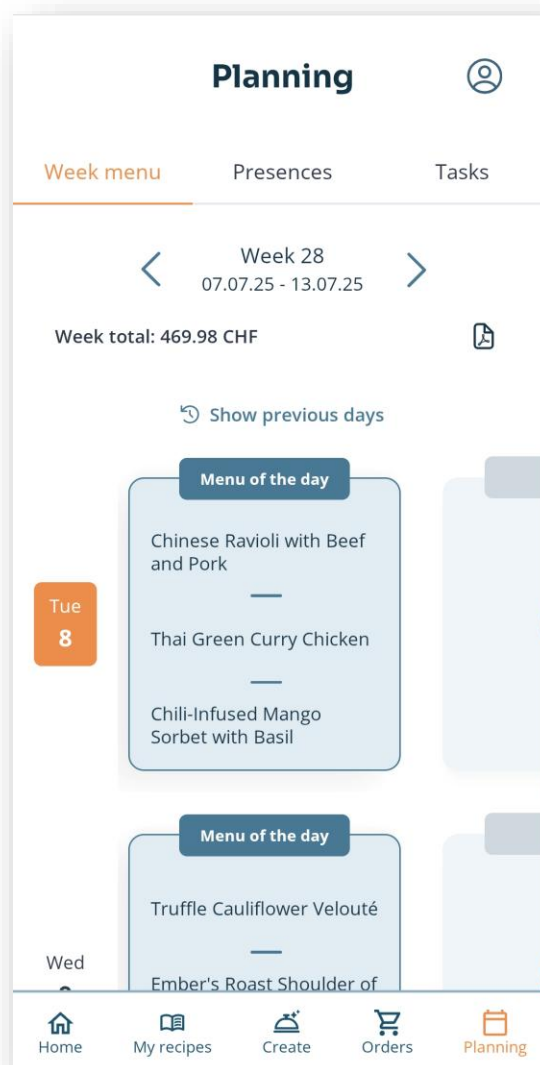 Planning
Week menu
Presences
Tasks
Week 28
07.07.25 - 13.07.25
Week total: 469.98 CHF
Show previous days
Menu of the day
Chinese Ravioli with Beef
and Pork
Tue
8
Thai Green Curry Chicken
Chili-Infused Mango
Sorbet with Basil
Menu of the day
Truffle Cauliflower Velouté
Wed
Ember's Roast Shoulder of
Home
My recipes
Create
Orders
Planning